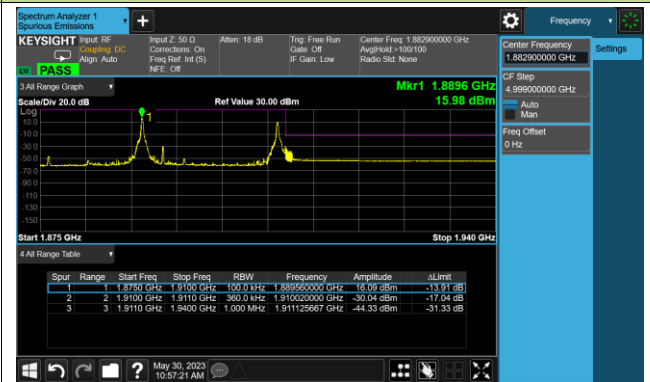 Spectrum Analyzer 1
Spurious Emissions
Frequency
KEYSIGHT
Input: RF
Coupling: DC
Align: Auto
Input Z: 50 Ω
Corrections: On
Freq Ref: Int (S)
NFE: Off
Atten: 18 dB
Trig: Free Run
Gate: Off
IF Gain: Low
Center Freq: 1.882900000 GHz
Avg|Hold:>100/100
Radio Std: None
PASS
Center Frequency
1.882900000 GHz
Settings
CF Step
4.999000000 GHz
Auto
Man
Freq Offset
0 Hz
3 All Range Graph
Mkr1 1.8896 GHz
Scale/Div 20.0 dB
Ref Value 30.00 dBm
15.98 dBm
Log
10.0
-10.0
-30.0
-50.0
-70.0
-90.0
-110
-130
-150
1
Start 1.875 GHz
Stop 1.940 GHz
4 All Range Table
Spur Range Start Freq Stop Freq RBW Frequency Amplitude ΔLimit
1 1 1.8750 GHz 1.9100 GHz 100.0 kHz 1.889560000 GHz 16.09 dBm -13.91 dB
2 2 1.9100 GHz 1.9110 GHz 360.0 kHz 1.910020000 GHz -30.04 dBm -17.04 dB
3 3 1.9110 GHz 1.9400 GHz 1.000 MHz 1.911125667 GHz -44.33 dBm -31.33 dB
May 30, 2023
10:57:21 AM